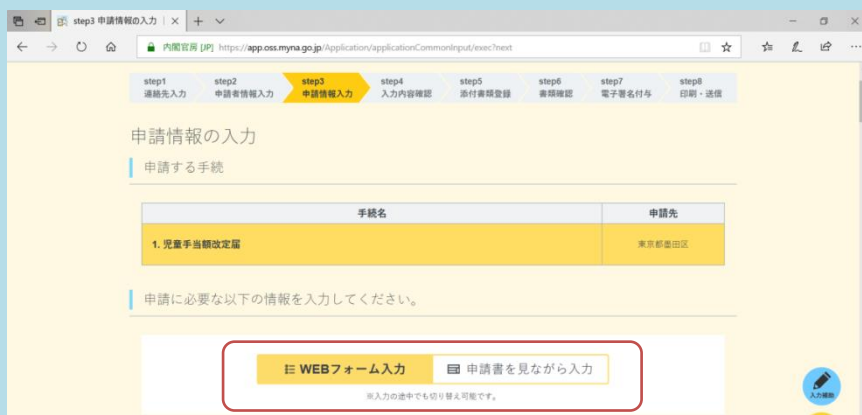 step3 申請情報の入力
内閣官房 [JP] https://app.oss.myna.go.jp/Application/applicationCommonInput/exec?next
step1 step2 step3 step4 step5 step6 step7 step8
連絡先入力 申請者情報入力 申請情報入力 入力内容確認 添付書類登録 書類確認 電子署名付与 印刷・送信
申請情報の入力
申請する手続
手続名 申請先
1. 児童手当額改定届 東京都墨田区
申請に必要な以下の情報を入力してください。
WEBフォーム入力 申請書を見ながら入力
※入力の途中でも切り替え可能です。
入力補助